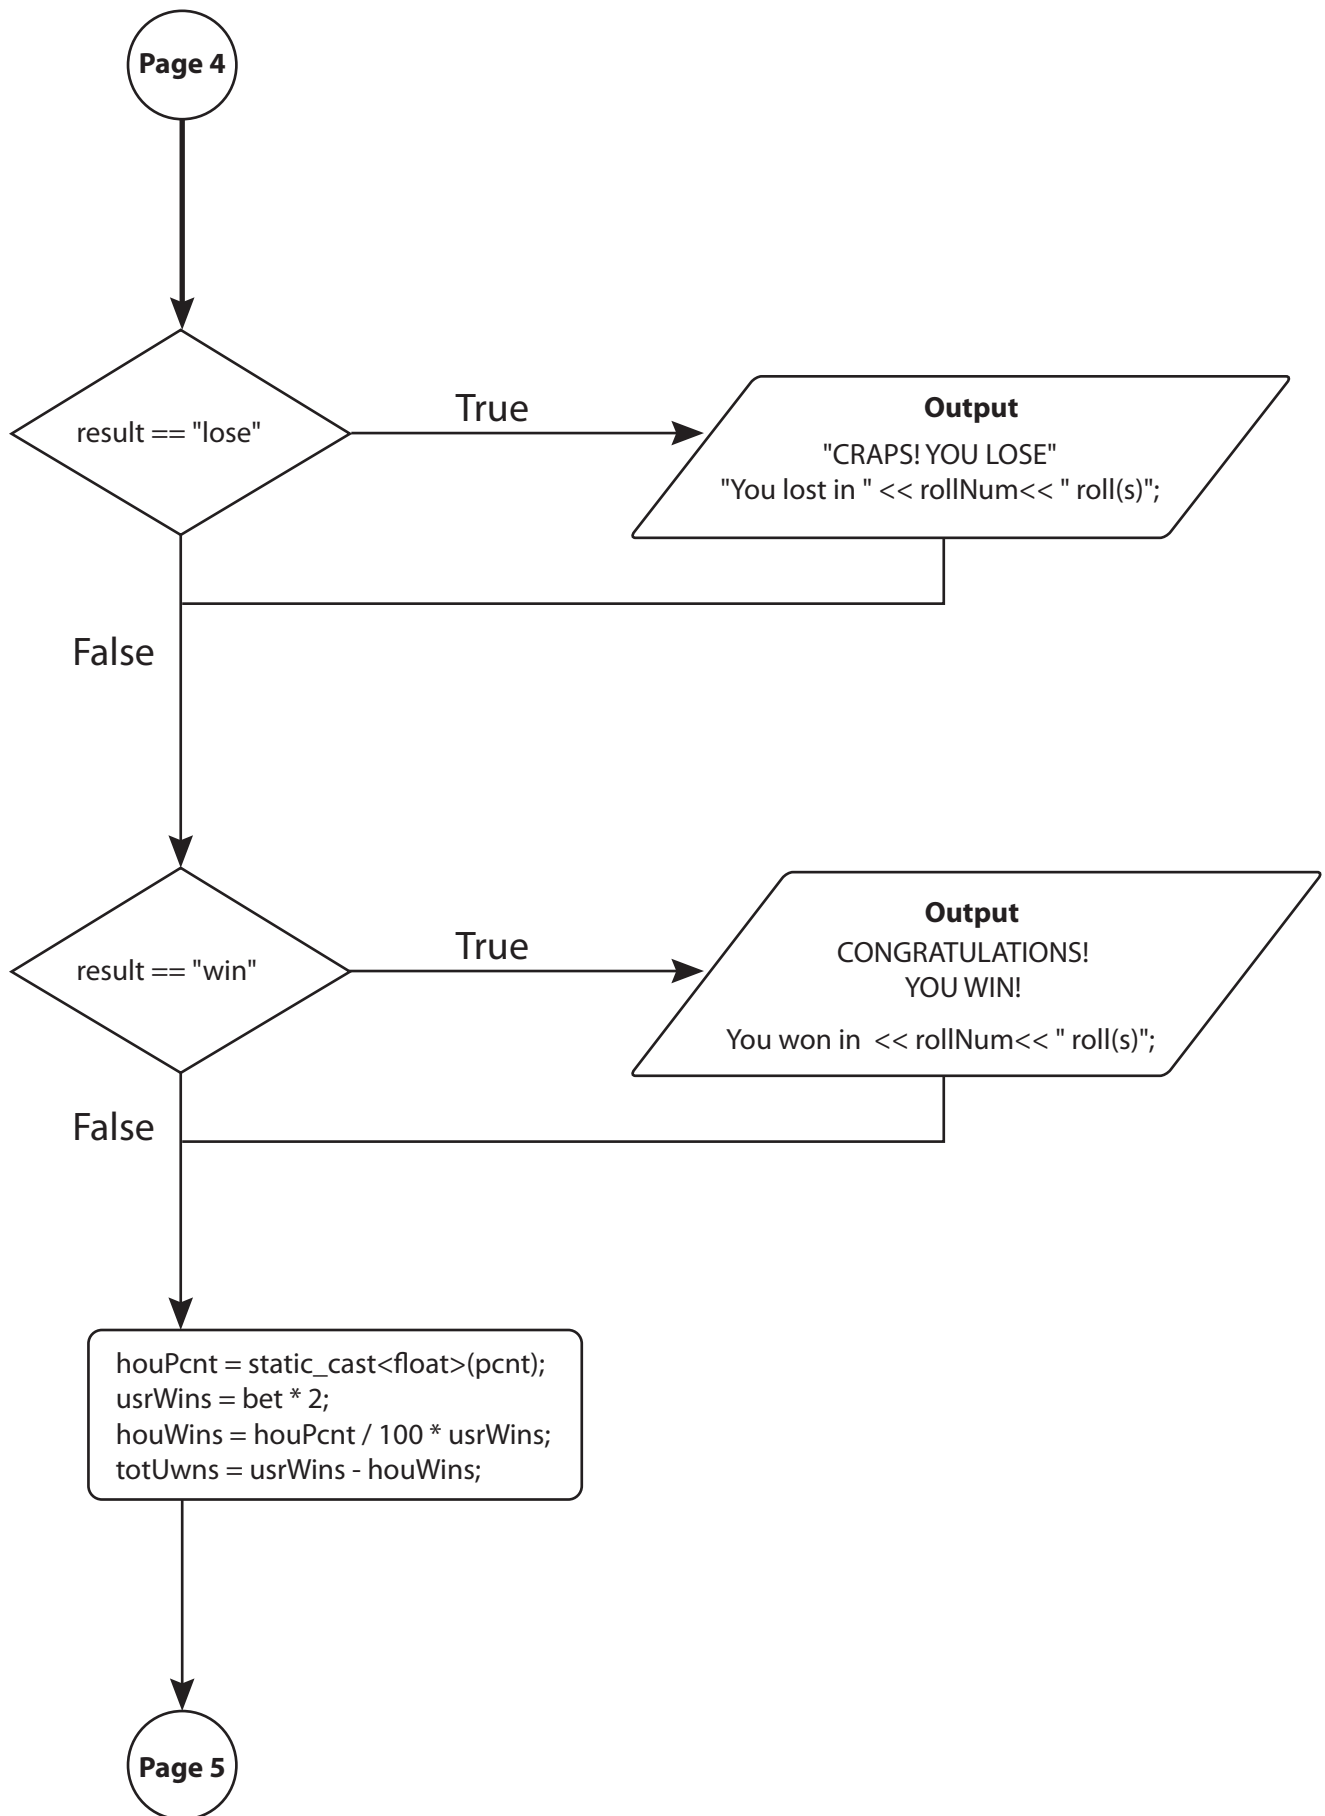 Page 4
result == "lose"
True
Output
"CRAPS! YOU LOSE"
"You lost in " << rollNum<< " roll(s)";
False
result == "win"
True
Output
CONGRATULATIONS!
YOU WIN!
You won in  << rollNum<< " roll(s)";
False
houPcnt = static_cast<float>(pcnt);
usrWins = bet * 2;
houWins = houPcnt / 100 * usrWins;
totUwns = usrWins - houWins;
Page 5